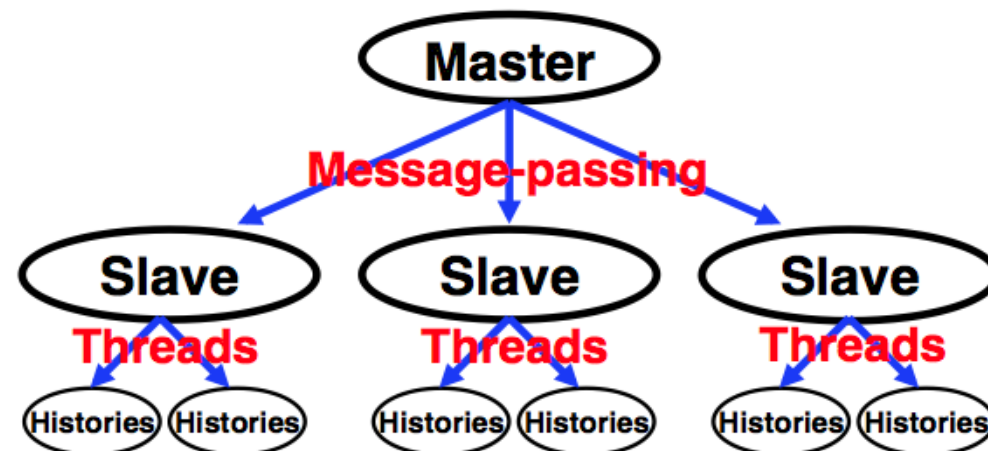 Master
Message-passing
Slave Slave Slave
Threads Threads Threads
Histories Histories Histories Histories Histories Histories